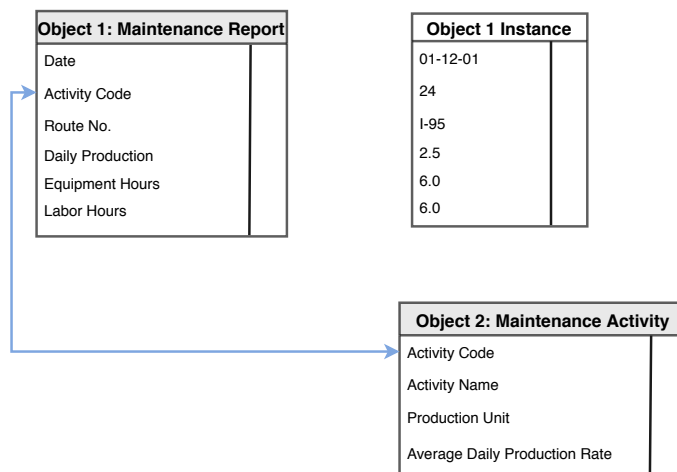 Object 1: Maintenance Report
Date
Activity Code
Route No.
Daily Production
Equipment Hours
Labor Hours
Object 1 Instance
01-12-01
24
I-95
2.5
6.0
6.0
Object 2: Maintenance Activity
Activity Code
Activity Name
Production Unit
Average Daily Production Rate